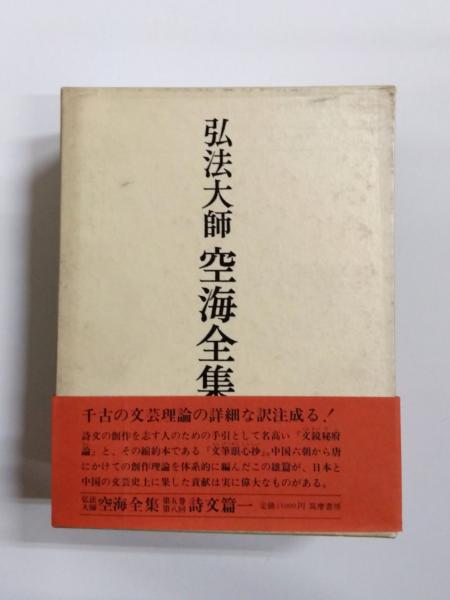 弘法大師 空海全集
千古の文芸理論の詳細な訳注成る！
詩文の創作を志す人のための手引として名高い『文鏡秘府
論』と、その縮約本である『文筆眼心抄』。中国六朝から唐
にかけての創作理論を体系的に編んだこの雄篇が、日本と
中国の文芸史上に果した貢献は実に偉大なものがある。
弘法大師 空海全集 第五巻 第八回 詩文篇一 定価15000円 筑摩書房